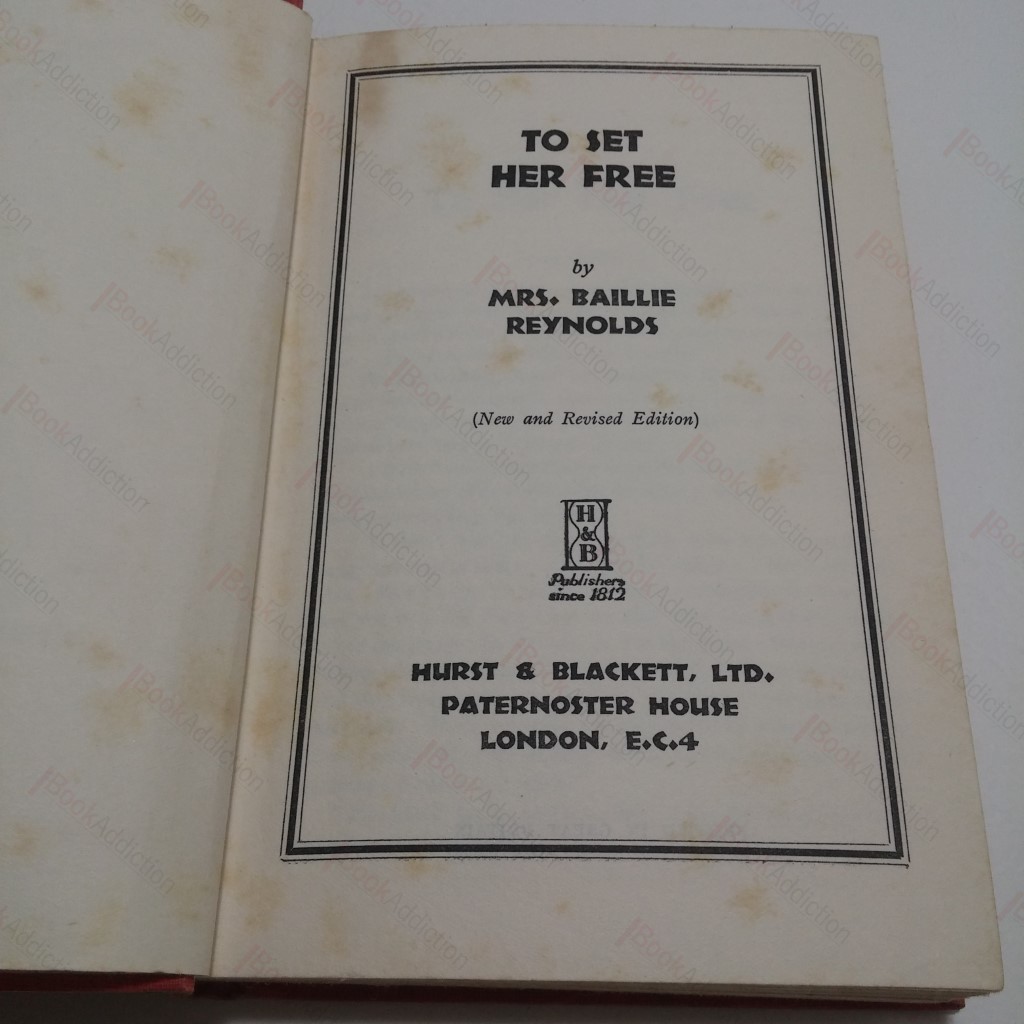 TO SET
HER FREE
by
MRS. BAILLIE
REYNOLDS
(New and Revised Edition)
H
&
B
Publishers
since 1812
HURST & BLACKETT, LTD.
PATERNOSTER HOUSE
LONDON, E.C.4
BookAddiction